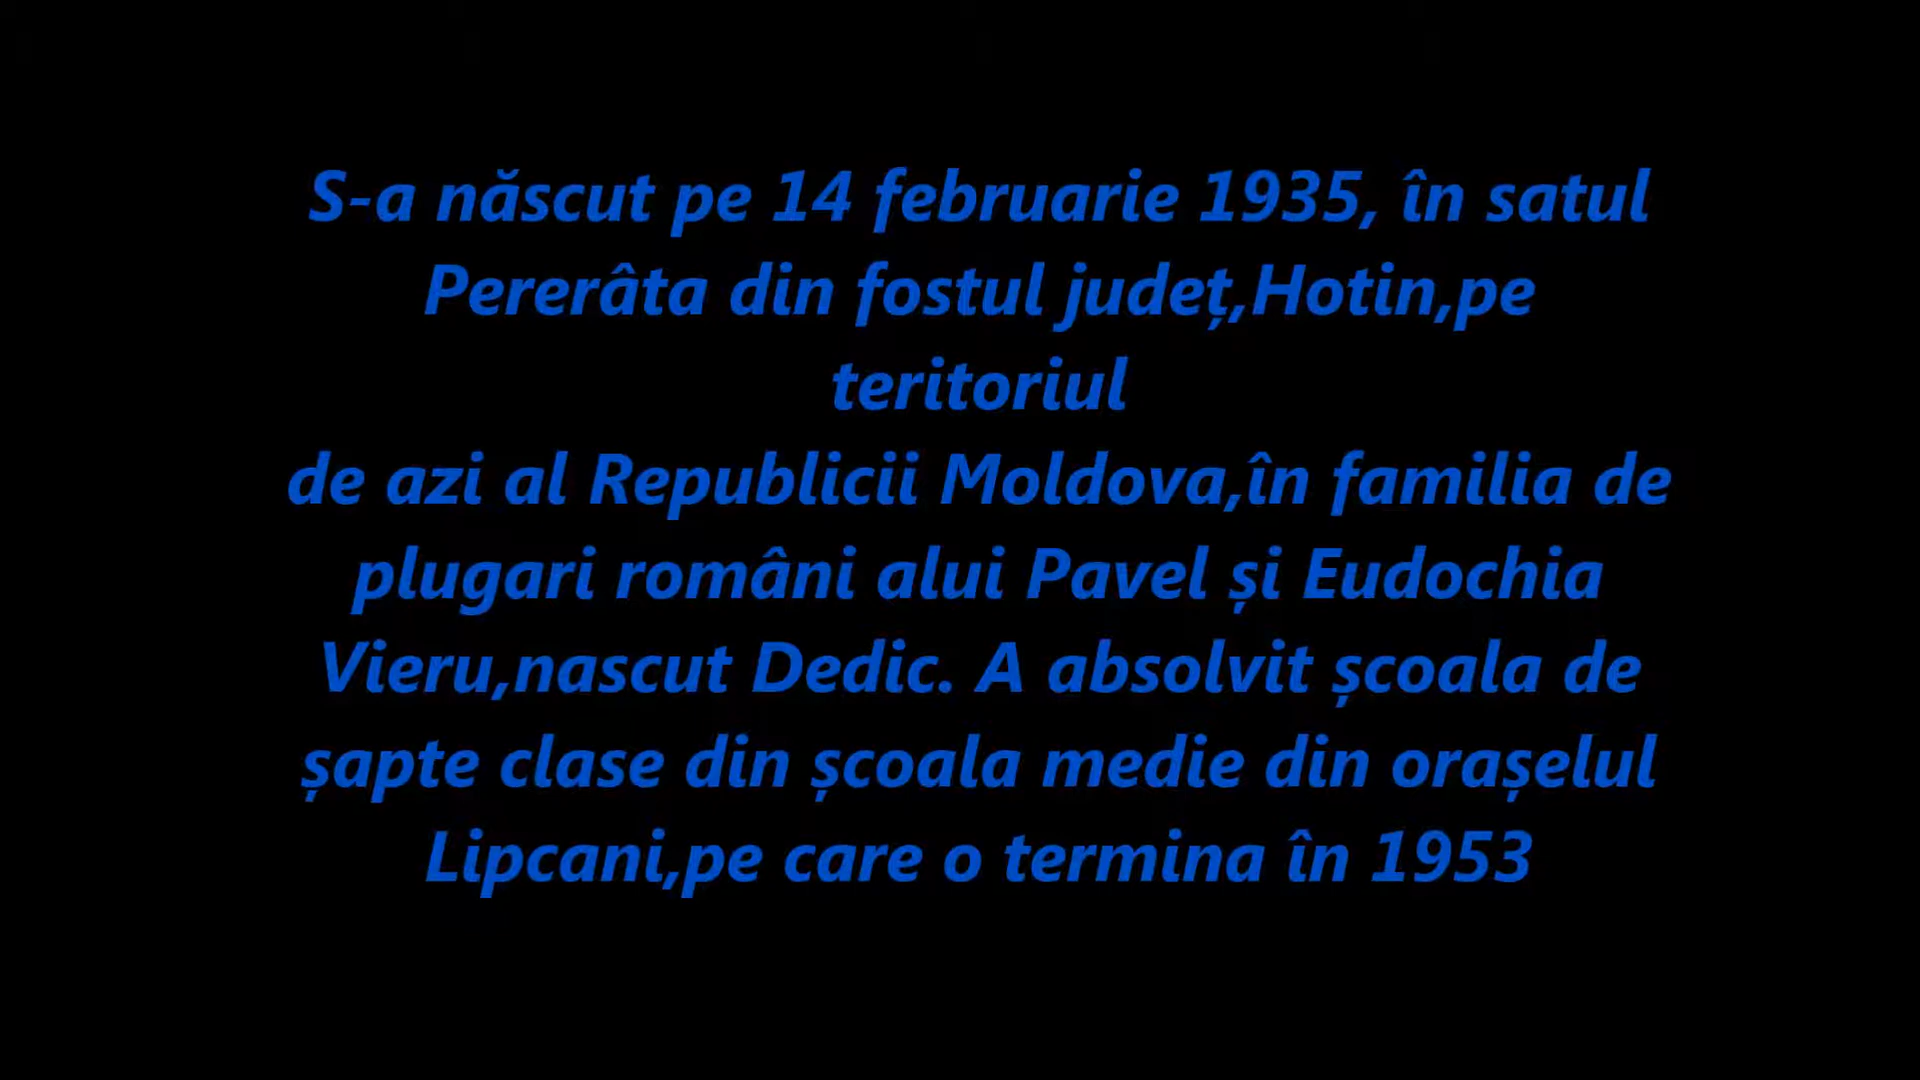 S-a născut pe 14 februarie 1935, în satul
Pererâta din fostul județ,Hotin,pe
teritoriul
de azi al Republicii Moldova,în familia de
plugari români alui Pavel și Eudochia
Vieru,nascut Dedic. A absolvit școala de
șapte clase din școala medie din orașelul
Lipcani,pe care o termina în 1953